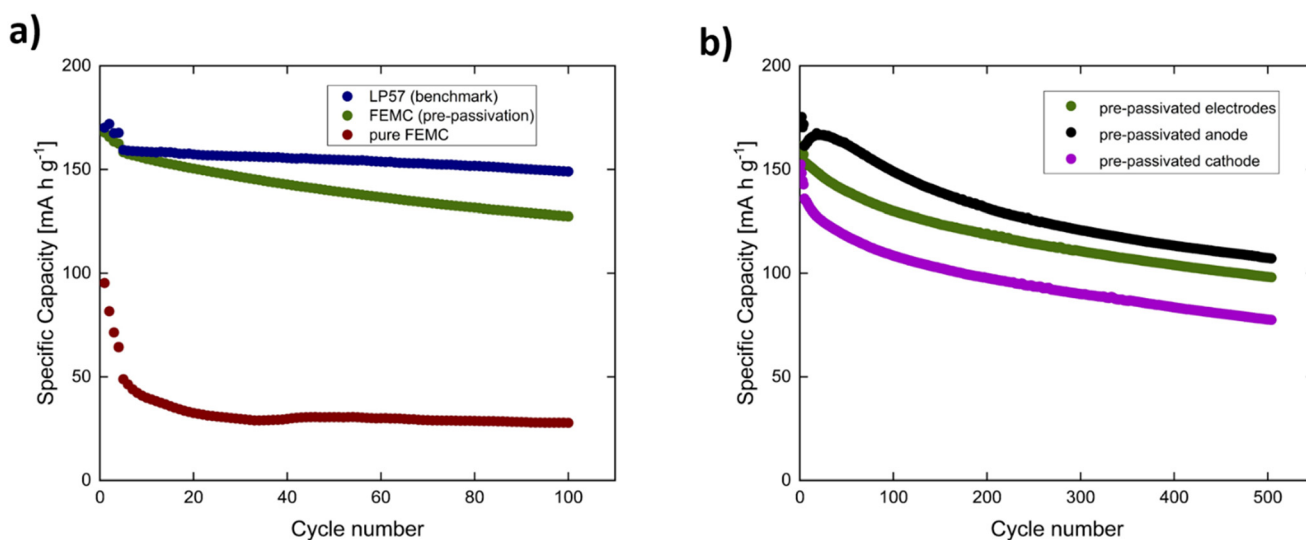 a)
200
150
100
50
0
0
20
40
60
80
100
Specific Capacity [mA h g⁻¹]
Cycle number
LP57 (benchmark)
FEMC (pre-passivation)
pure FEMC
b)
200
150
100
50
0
0
100
200
300
400
500
Specific Capacity [mA h g⁻¹]
Cycle number
pre-passivated electrodes
pre-passivated anode
pre-passivated cathode